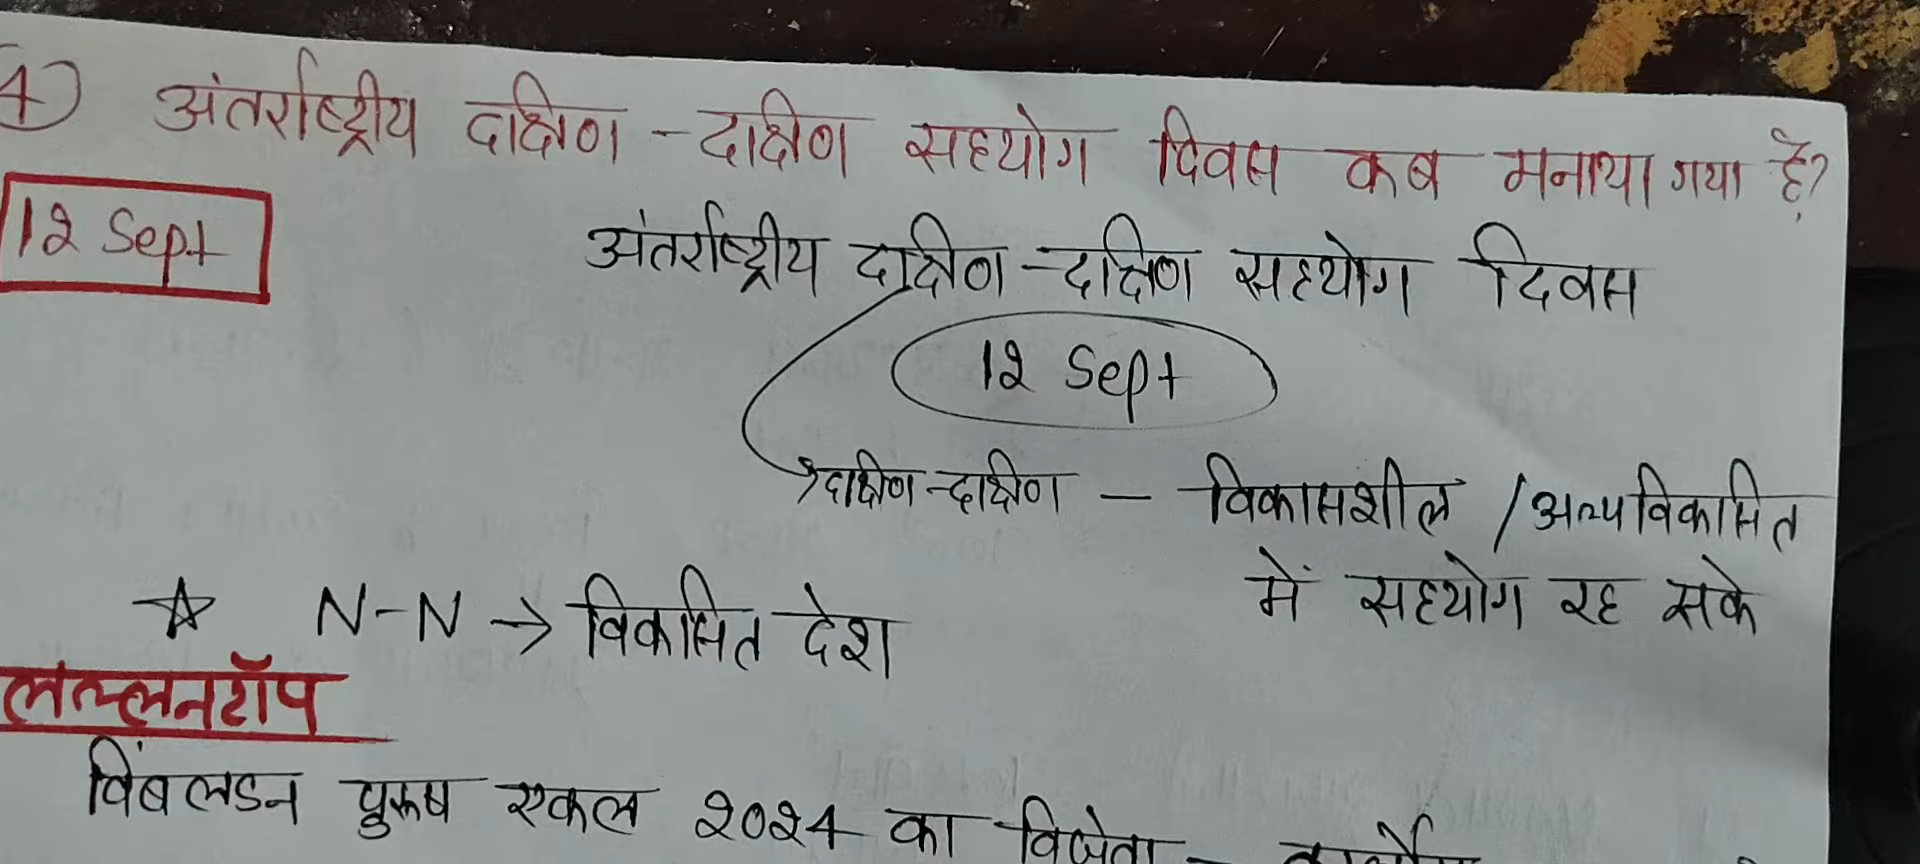 4) अंतर्राष्ट्रीय दक्षिण - दक्षिण सहयोग दिवस कब मनाया गया है?
12 Sept
अंतर्राष्ट्रीय दक्षिण - दक्षिण सहयोग दिवस
12 Sept
दक्षिण - दक्षिण - विकासशील / अल्पविकसित
में सहयोग रह सके
☆ N-N → विकसित देश
लल्लनटॉप
विंबलडन पुरुष एकल 2024 का विजेता -